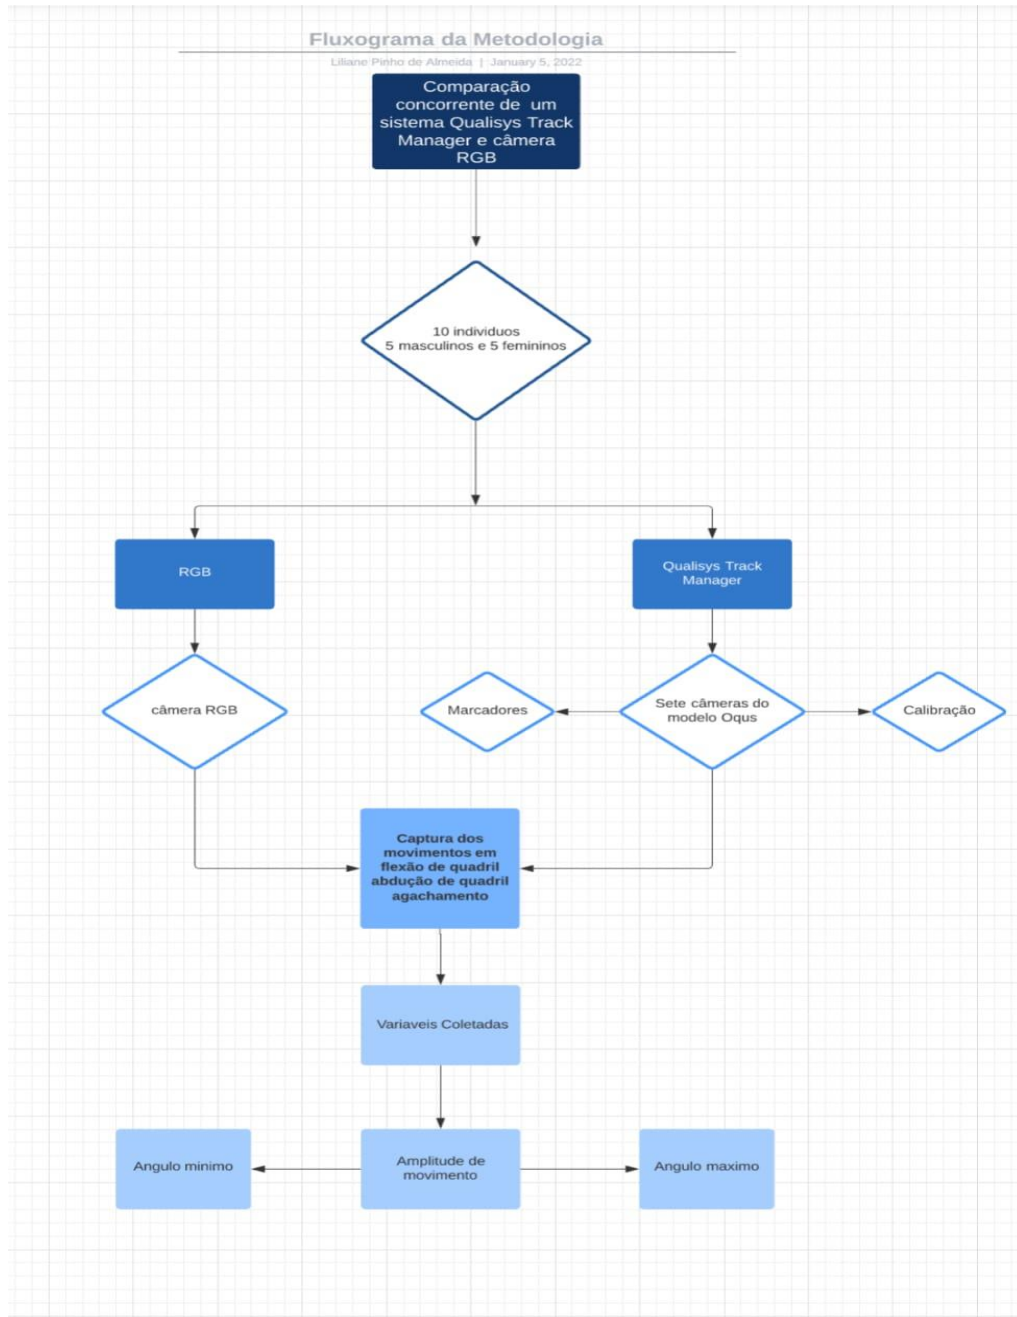 Fluxograma da Metodologia
Liliane Pinho de Almeida | January 5, 2022
Comparação
concorrente de um
sistema Qualisys Track
Manager e câmera
RGB
10 individuos
5 masculinos e 5 femininos
RGB
Qualisys Track
Manager
câmera RGB
Marcadores
Sete câmeras do
modelo Oqus
Calibração
Captura dos
movimentos em
flexão de quadril
abdução de quadril
agachamento
Variaveis Coletadas
Angulo minimo
Amplitude de
movimento
Angulo maximo